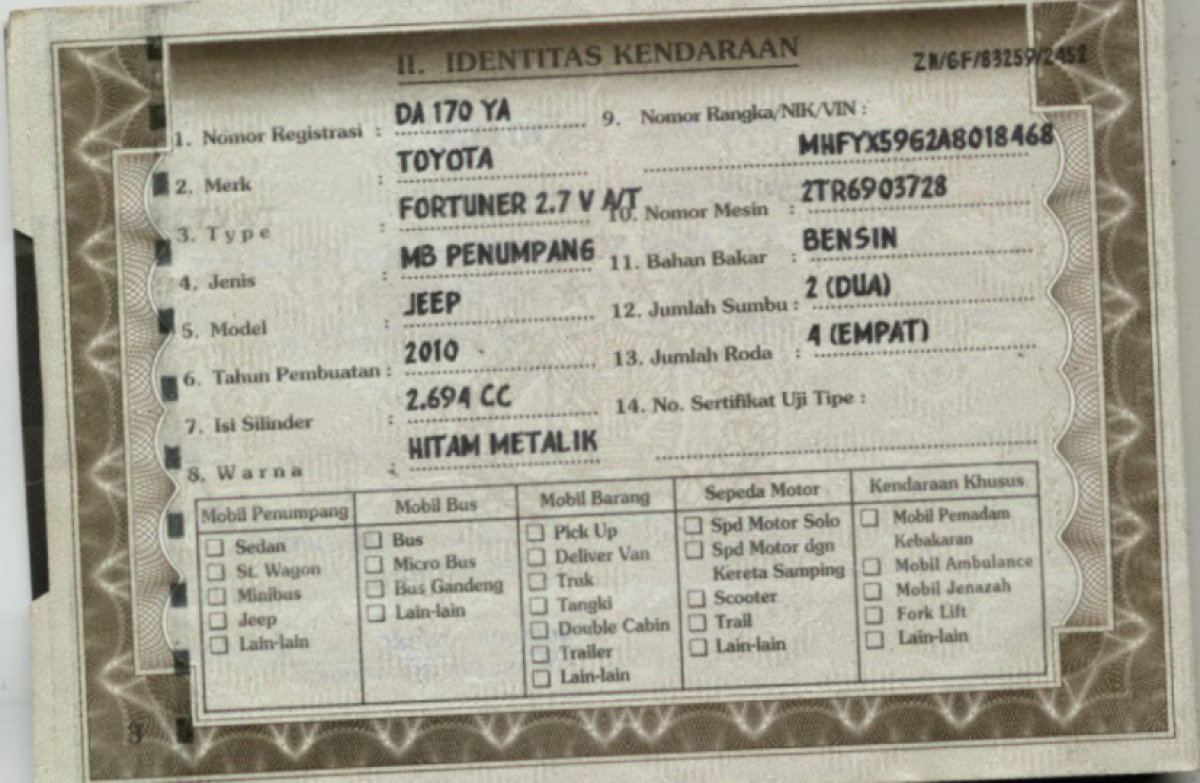 II. IDENTITAS KENDARAAN
ZN/GF/83259/2452
1. Nomor Registrasi : DA 170 YA
2. Merk : TOYOTA
3. Type : FORTUNER 2.7 V A/T
4. Jenis : MB PENUMPANG
5. Model : JEEP
6. Tahun Pembuatan : 2010
7. Isi Silinder : 2.694 CC
8. Warna : HITAM METALIK
9. Nomor Rangka/NIK/VIN :
MHFYX5962A8018468
10. Nomor Mesin : 2TR6903728
11. Bahan Bakar : BENSIN
12. Jumlah Sumbu : 2 (DUA)
13. Jumlah Roda : 4 (EMPAT)
14. No. Sertifikat Uji Tipe :
Mobil Penumpang
Sedan
St. Wagon
Minibus
Jeep
Lain-lain
Mobil Bus
Bus
Micro Bus
Bus Gandeng
Lain-lain
Mobil Barang
Pick Up
Deliver Van
Truk
Tangki
Double Cabin
Trailer
Lain-lain
Sepeda Motor
Spd Motor Solo
Spd Motor dgn
Kereta Samping
Scooter
Trail
Lain-lain
Kendaraan Khusus
Mobil Pemadam
Kebakaran
Mobil Ambulance
Mobil Jenazah
Fork Lift
Lain-lain